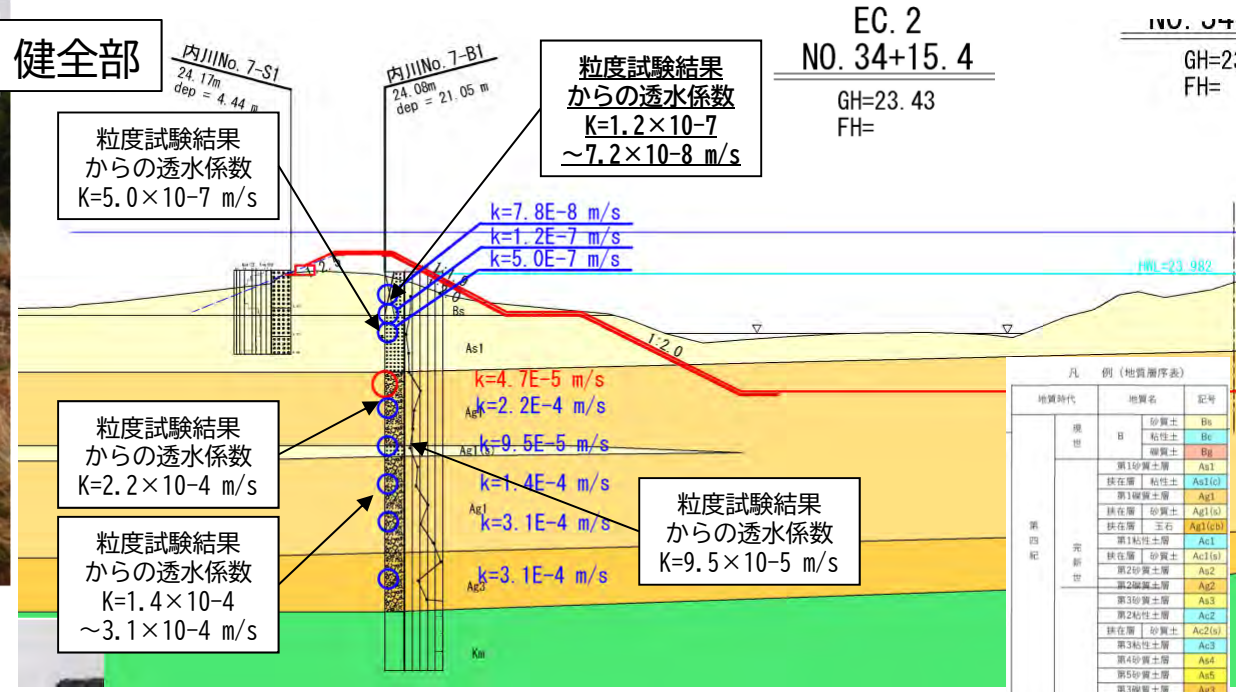 健全部
内川No. 7-S1
24.17m
dep = 4.44 m
内川No. 7-B1
24.08m
dep = 21.05 m
粒度試験結果
からの透水係数
K=1.2×10-7
～7.2×10-8 m/s
EC. 2
NO. 34+15. 4
GH=23. 43
FH=
NO. 34
GH=23
FH=
粒度試験結果
からの透水係数
K=5.0×10-7 m/s
k=7.8E-8 m/s
k=1.2E-7 m/s
k=5.0E-7 m/s
HWL=23.982
Bs
As1
1:2.0
k=4.7E-5 m/s
Ag1
k=2.2E-4 m/s
Ag1(s)
k=9.5E-5 m/s
k=1.4E-4 m/s
Ag1
k=3.1E-4 m/s
k=3.1E-4 m/s
Ag3
Km
粒度試験結果
からの透水係数
K=2.2×10-4 m/s
粒度試験結果
からの透水係数
K=1.4×10-4
～3.1×10-4 m/s
粒度試験結果
からの透水係数
K=9.5×10-5 m/s
凡 例 (地質層序表)
地質時代 地質名 記号
第四紀
現世
完新世
B
砂質土 Bs
粘性土 Bc
礫質土 Bg
第1砂質土層 As1
挟在層 粘性土 As1(c)
第1礫質土層 Ag1
挟在層 砂質土 Ag1(s)
挟在層 玉石 Ag1(cb)
第1粘性土層 Ac1
挟在層 砂質土 Ac1(s)
第2砂質土層 As2
第2礫質土層 Ag2
第3砂質土層 As3
第2粘性土層 Ac2
挟在層 砂質土 Ac2(s)
第3粘性土層 Ac3
第4砂質土層 As4
第5砂質土層 As5
第3礫質土層 Ag3